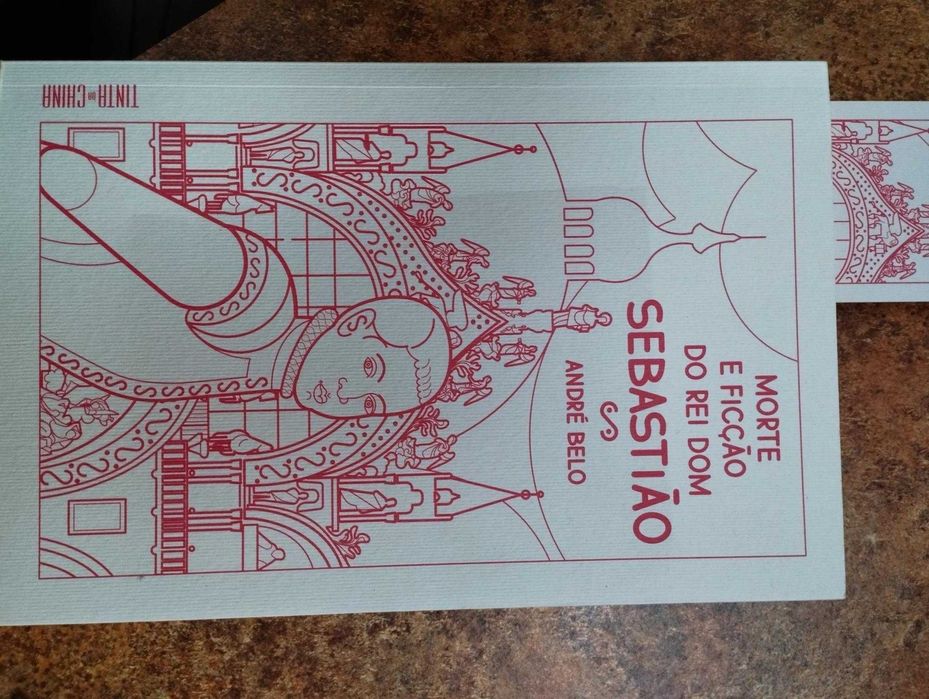 MORTE
E FICÇÃO
DO REI DOM
SEBASTIÃO
ANDRÉ BELO
TINTA DA CHINA